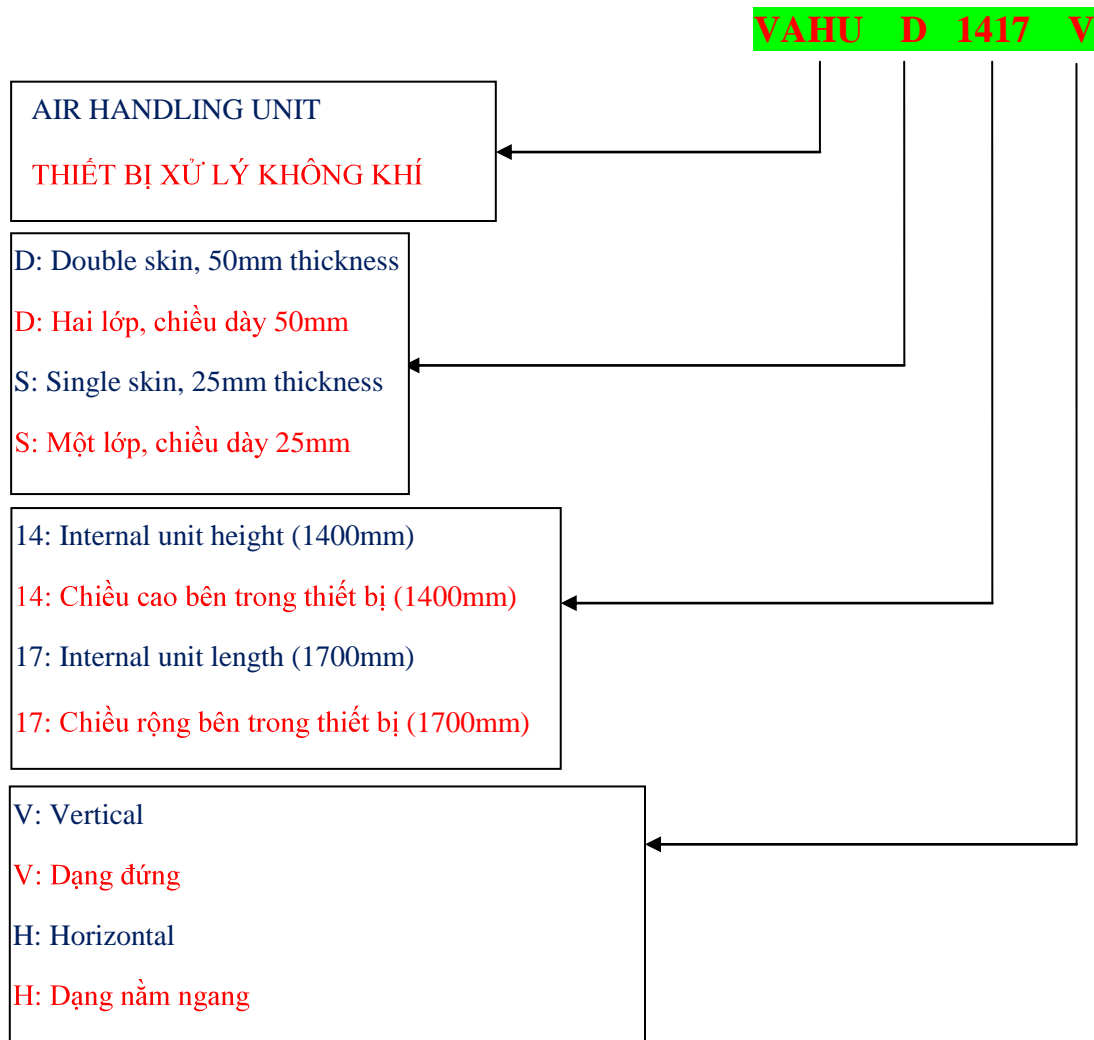 VAHU D 1417 V
AIR HANDLING UNIT
THIẾT BỊ XỬ LÝ KHÔNG KHÍ
D: Double skin, 50mm thickness
D: Hai lớp, chiều dày 50mm
S: Single skin, 25mm thickness
S: Một lớp, chiều dày 25mm
14: Internal unit height (1400mm)
14: Chiều cao bên trong thiết bị (1400mm)
17: Internal unit length (1700mm)
17: Chiều rộng bên trong thiết bị (1700mm)
V: Vertical
V: Dạng đứng
H: Horizontal
H: Dạng nằm ngang